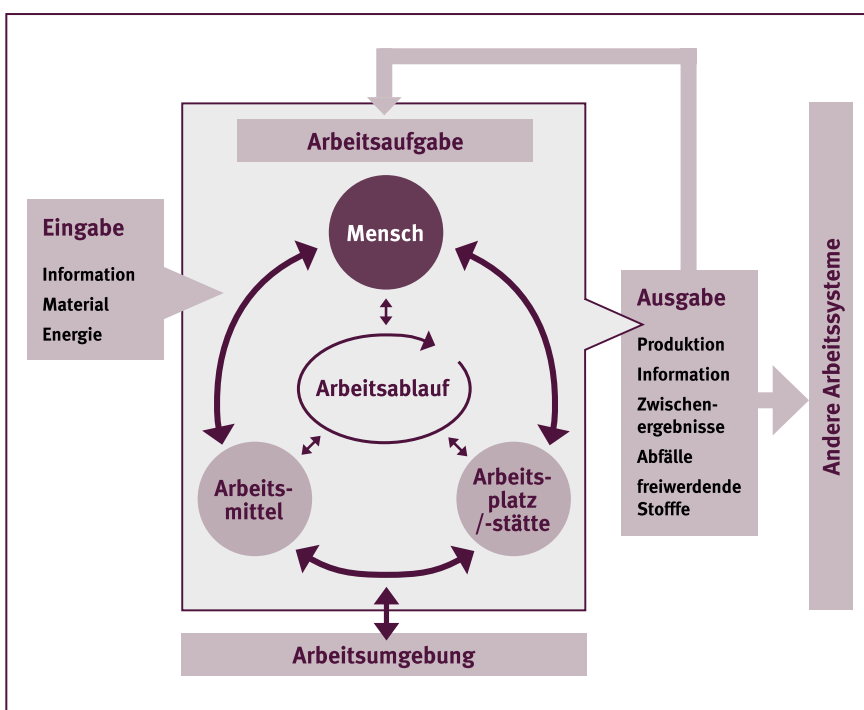 Arbeitsaufgabe
Eingabe
Information
Material
Energie
Mensch
Arbeitsablauf
Arbeits-
mittel
Arbeits-
platz
/-stätte
Arbeitsumgebung
Ausgabe
Produktion
Information
Zwischen-
ergebnisse
Abfälle
freiwerdende
Stofffe
Andere Arbeitssysteme